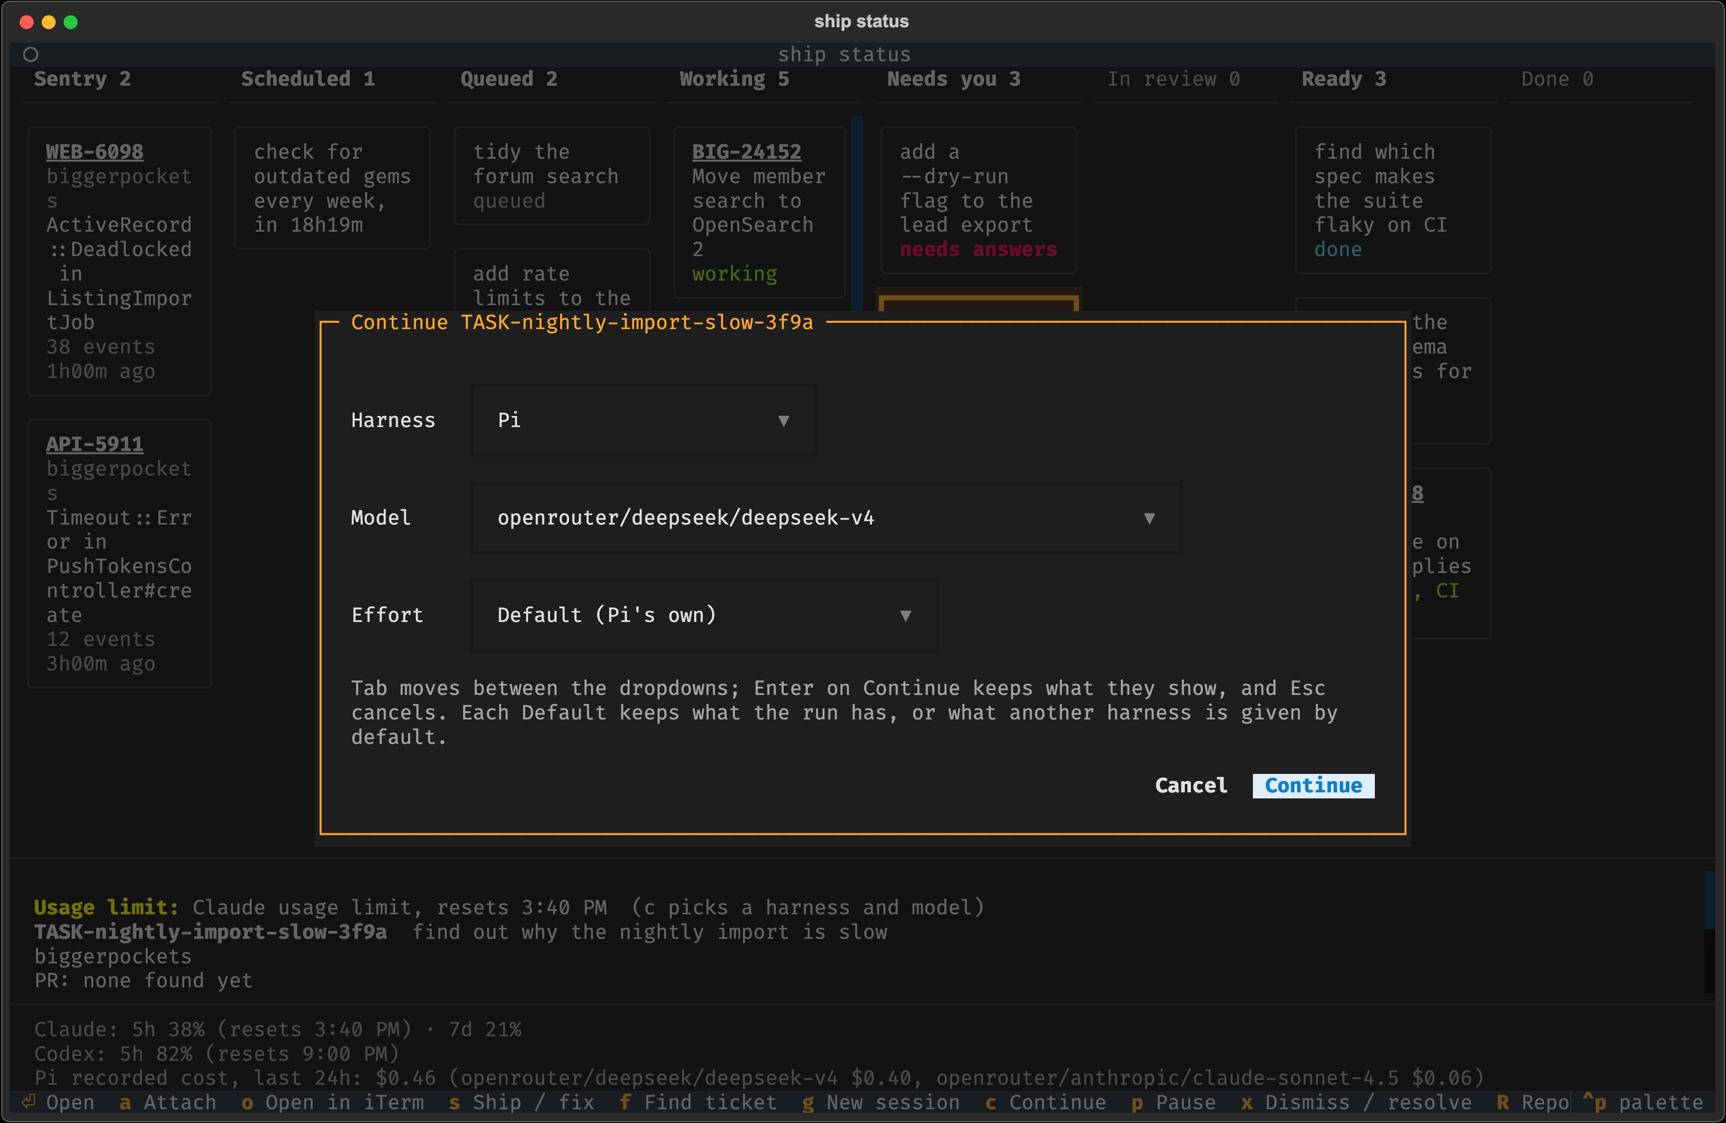 ship status
ship status
Sentry 2
Scheduled 1
Queued 2
Working 5
Needs you 3
In review 0
Ready 3
Done 0
WEB-6098
biggerpocket
s
ActiveRecord
::Deadlocked
in
ListingImpor
tJob
38 events
1h00m ago
API-5911
biggerpocket
s
Timeout::Err
or in
PushTokensCo
ntroller#cre
ate
12 events
3h00m ago
check for
outdated gems
every week,
in 18h19m
tidy the
forum search
queued
add rate
limits to the
BIG-24152
Move member
search to
OpenSearch
2
working
add a
--dry-run
flag to the
lead export
needs answers
find which
spec makes
the suite
flaky on CI
done
the
ema
s for
8
e on
plies
, CI
Continue TASK-nightly-import-slow-3f9a
Harness Pi ▼
Model openrouter/deepseek/deepseek-v4 ▼
Effort Default (Pi's own) ▼
Tab moves between the dropdowns; Enter on Continue keeps what they show, and Esc
cancels. Each Default keeps what the run has, or what another harness is given by
default.
Cancel Continue
Usage limit: Claude usage limit, resets 3:40 PM (c picks a harness and model)
TASK-nightly-import-slow-3f9a find out why the nightly import is slow
biggerpockets
PR: none found yet
Claude: 5h 38% (resets 3:40 PM) · 7d 21%
Codex: 5h 82% (resets 9:00 PM)
Pi recorded cost, last 24h: $0.46 (openrouter/deepseek/deepseek-v4 $0.40, openrouter/anthropic/claude-sonnet-4.5 $0.06)
⏎ Open a Attach o Open in iTerm s Ship / fix f Find ticket g New session c Continue p Pause x Dismiss / resolve R Repo ^p palette